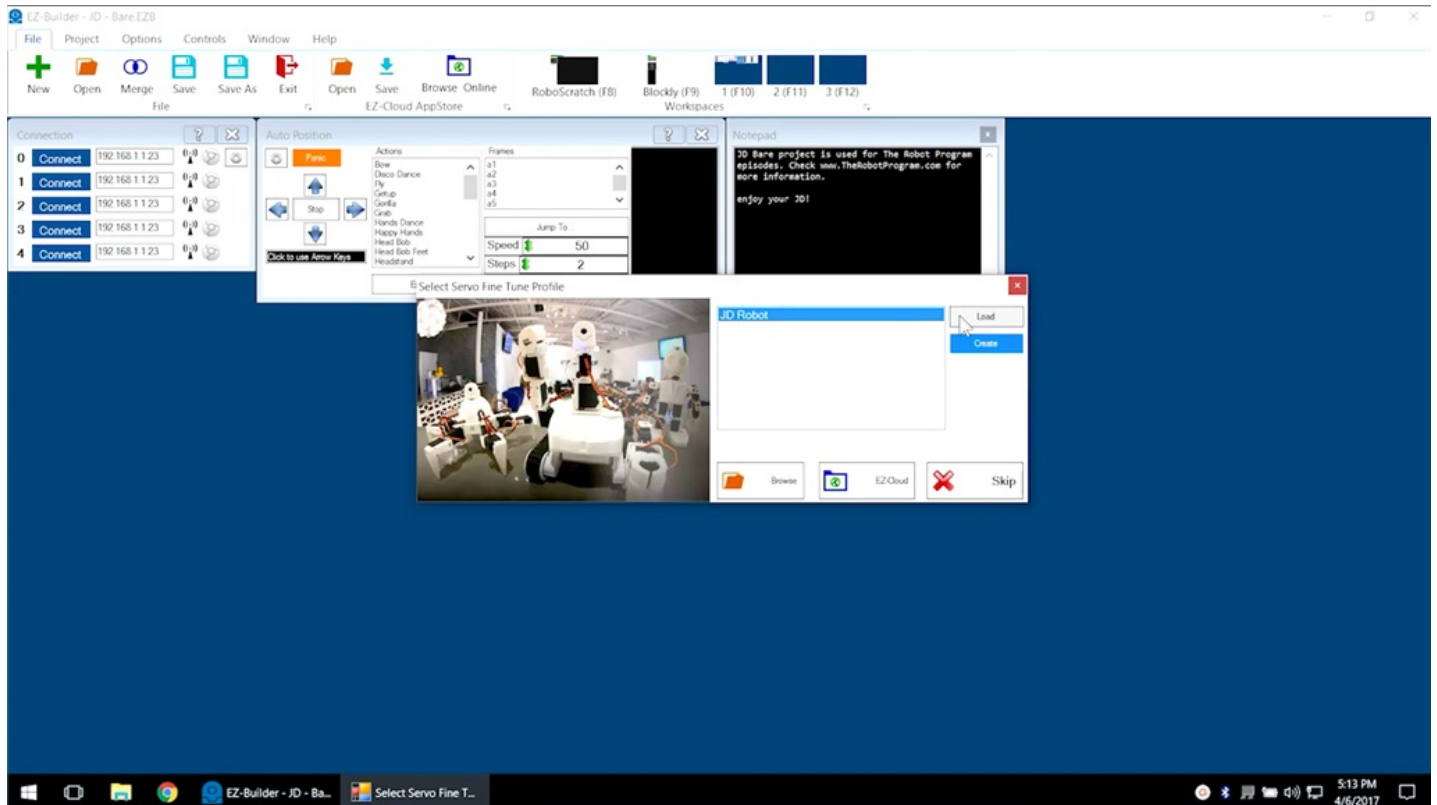 EZ-Builder - JD - Bare.EZB
File Project Options Controls Window Help
New Open Merge Save Save As Exit Open Save Browse Online RoboScratch (F8) Blockly (F9) 1 (F10) 2 (F11) 3 (F12)
File EZ-Cloud AppStore Workspaces
Connection
0 Connect 192.168.1.1:23
1 Connect 192.168.1.1:23
2 Connect 192.168.1.1:23
3 Connect 192.168.1.1:23
4 Connect 192.168.1.1:23
Auto Position
Panic
Stop
Click to use Arrow Keys
Actions
Bow
Disco Dance
Fly
Getup
Gorilla
Grab
Hands Dance
Happy Hands
Head Bob
Head Bob Feet
Headstand
Frames
a1
a2
a3
a4
a5
Jump To...
Speed 50
Steps 2
Notepad
JD Bare project is used for The Robot Program
episodes. Check www.TheRobotProgram.com for
more information.
enjoy your JD!
Select Servo Fine Tune Profile
JD Robot
Load
Create
Browse EZ-Cloud Skip
EZ-Builder - JD - Ba... Select Servo Fine T...
5:13 PM
4/6/2017